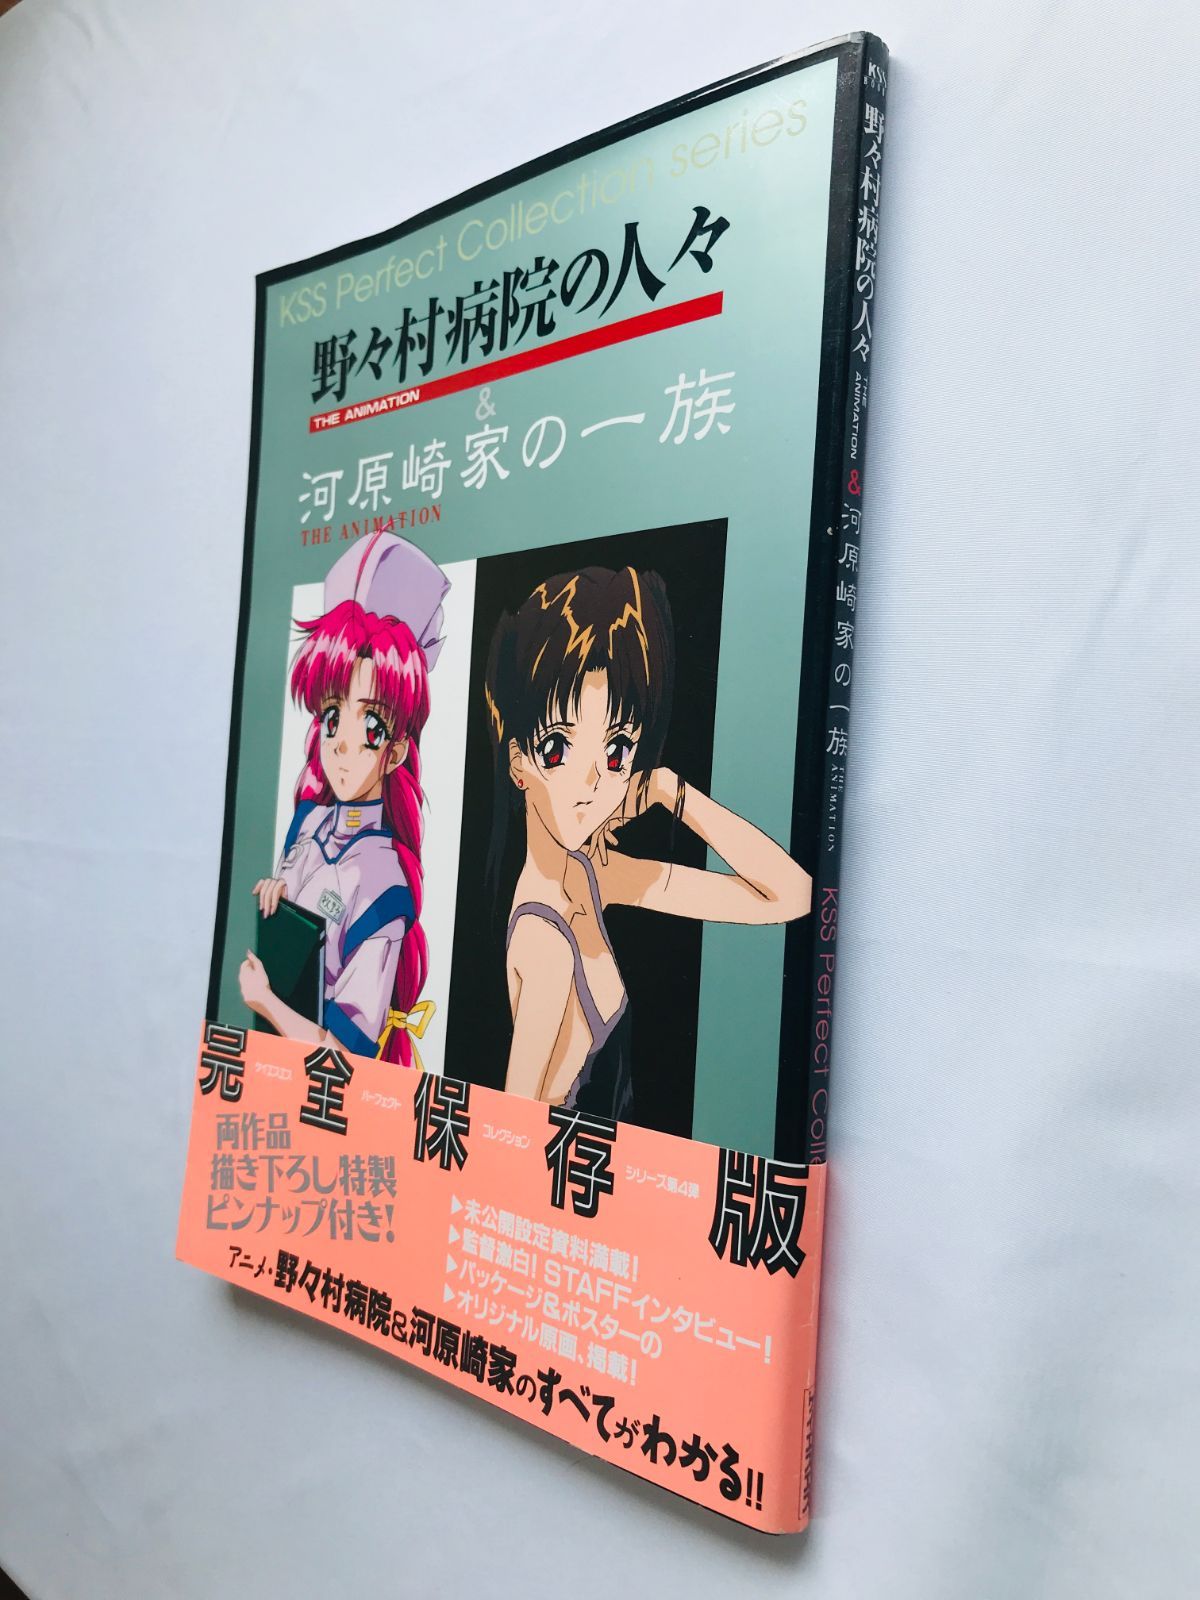 KSS Perfect Collection series
野々村病院の人々
THE ANIMATION
&
河原崎家の一族
THE ANIMATION
完全保存版
ケイエスエス パーフェクト コレクション シリーズ第4弾
両作品
描き下ろし特製
ピンナップ付き!
▶未公開設定資料満載!
▶監督激白! STAFFインタビュー!
▶パッケージ&ポスターの
▶オリジナル原画、掲載!
アニメ・野々村病院&河原崎家のすべてがわかる!!
KSS
野々村病院の人々 THE ANIMATION & 河原崎家の一族 THE ANIMATION
KSS Perfect Colle